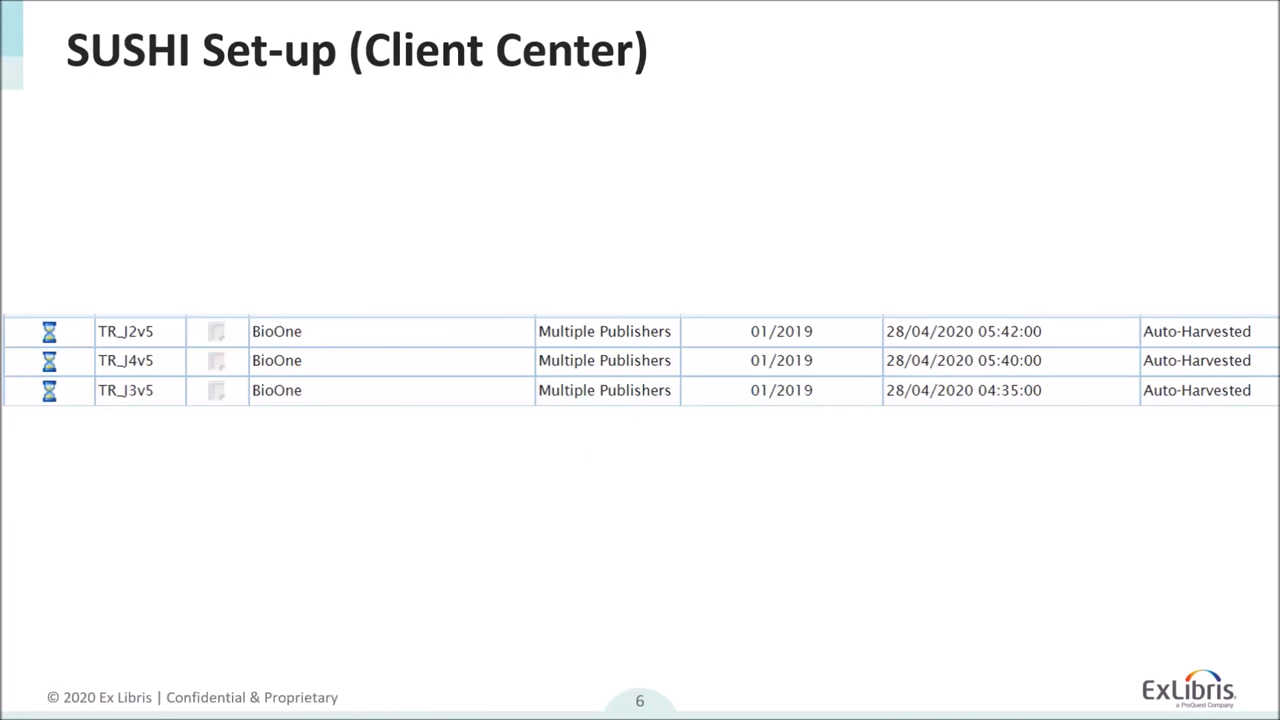 SUSHI Set-up (Client Center)
TR_J2v5 BioOne Multiple Publishers 01/2019 28/04/2020 05:42:00 Auto-Harvested
TR_J4v5 BioOne Multiple Publishers 01/2019 28/04/2020 05:40:00 Auto-Harvested
TR_J3v5 BioOne Multiple Publishers 01/2019 28/04/2020 04:35:00 Auto-Harvested
© 2020 Ex Libris | Confidential & Proprietary
6
ExLibris
a ProQuest Company